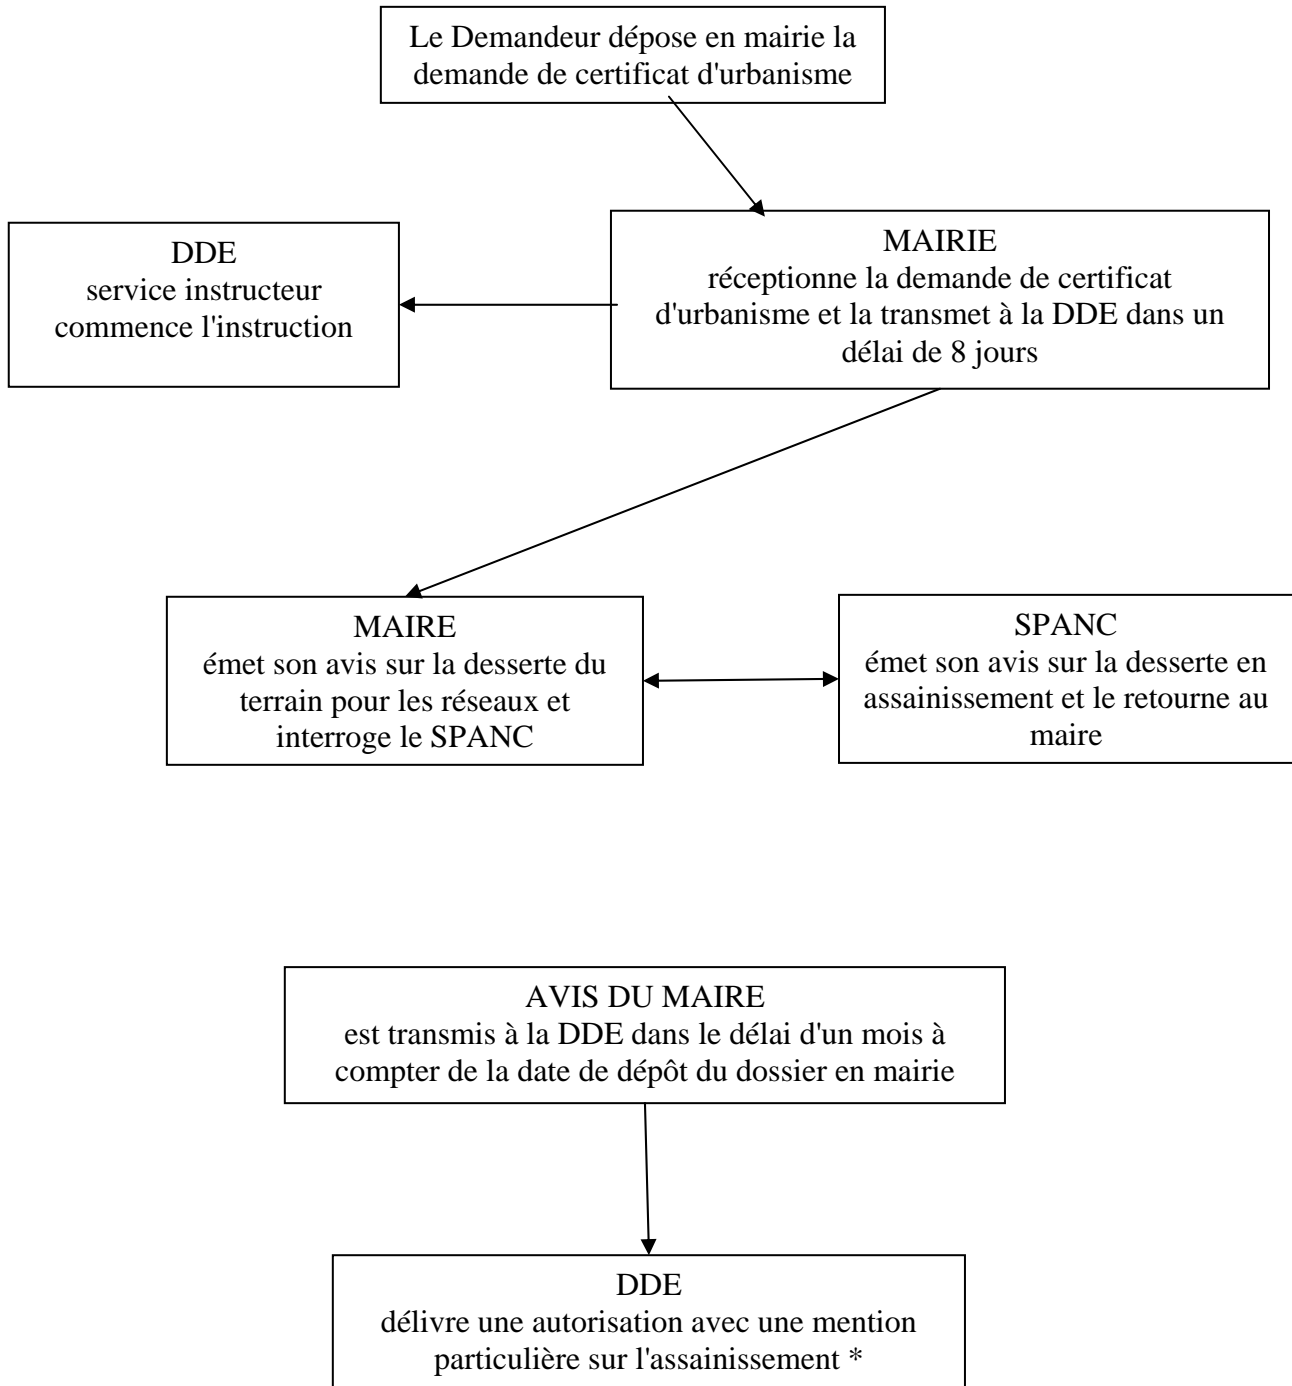 Le Demandeur dépose en mairie la
demande de certificat d'urbanisme
DDE
service instructeur
commence l'instruction
MAIRIE
réceptionne la demande de certificat
d'urbanisme et la transmet à la DDE dans un
délai de 8 jours
MAIRE
émet son avis sur la desserte du
terrain pour les réseaux et
interroge le SPANC
SPANC
émet son avis sur la desserte en
assainissement et le retourne au
maire
AVIS DU MAIRE
est transmis à la DDE dans le délai d'un mois à
compter de la date de dépôt du dossier en mairie
DDE
délivre une autorisation avec une mention
particulière sur l'assainissement *